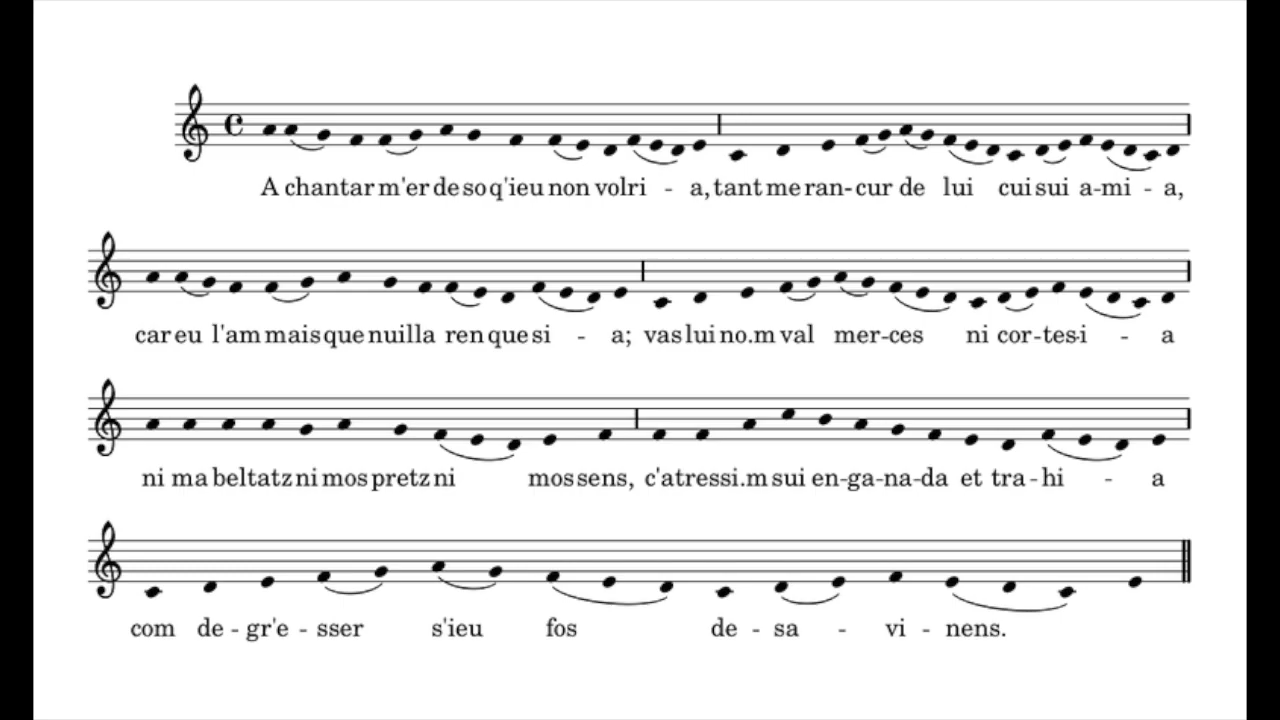 A chantar m'er de so q'ieu non volri - a, tant me ran-cur de lui cui sui a-mi - a,
car eu l'am mais que nuilla ren que si - a; vas lui no.m val mer-ces ni cor-tes-i - a
ni ma beltatz ni mos pretz ni mos sens, c'atressi.m sui en-ga-na-da et tra-hi - a
com de-gr'e-sser s'ieu fos de-sa - vi-nens.